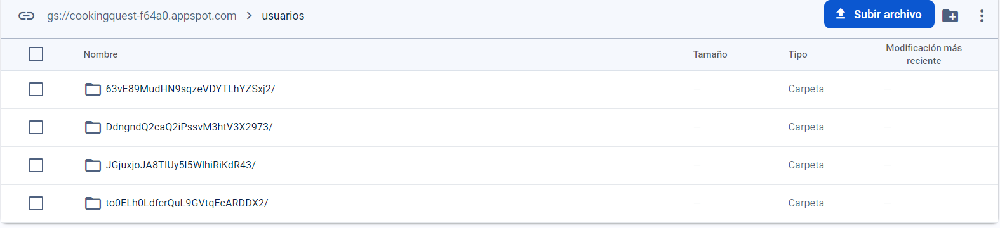 gs://cookingquest-f64a0.appspot.com > usuarios
Subir archivo
Nombre
Tamaño
Tipo
Modificación más
reciente
63vE89MudHN9sqzeVDYTLhYZSxj2/
—
Carpeta
—
DdngndQ2caQ2iPssvM3htV3X2973/
—
Carpeta
—
JGjuxjoJA8TIUy5I5WIhiRiKdR43/
—
Carpeta
—
to0ELh0LdfcrQuL9GVtqEcARDDX2/
—
Carpeta
—